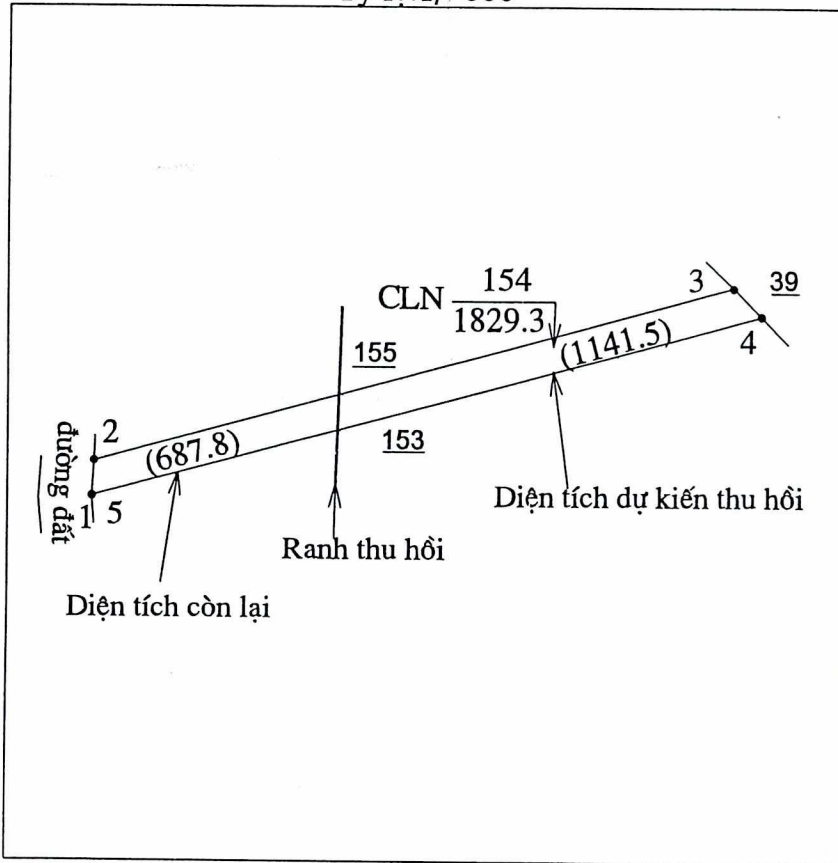 3
39
154
CLN
1829.3
4
155
(1141.5)
2
153
(687.8)
đường đất
1
5
Diện tích dự kiến thu hồi
Ranh thu hồi
Diện tích còn lại